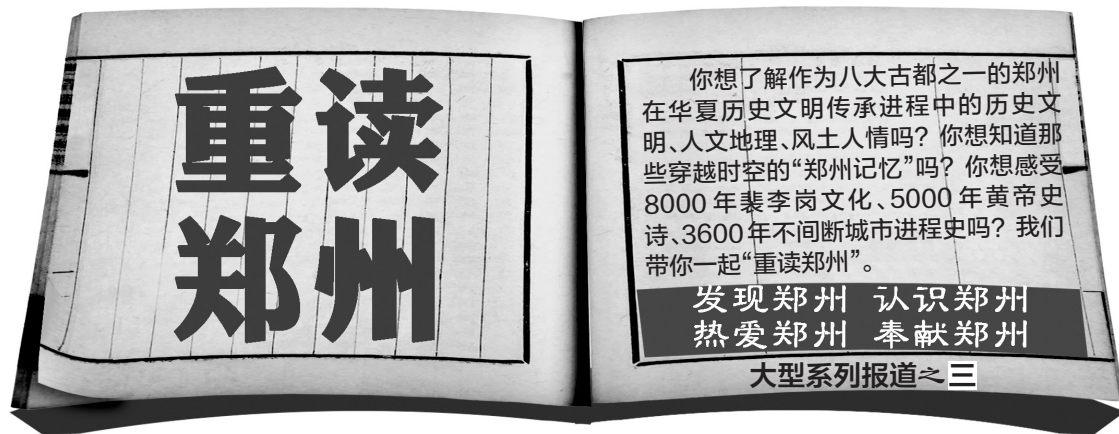 重读
郑州
你想了解作为八大古都之一的郑州
在华夏历史文明传承进程中的历史文
明、人文地理、风土人情吗？你想知道那
些穿越时空的“郑州记忆”吗？你想感受
8000年裴李岗文化、5000年黄帝史
诗、3600年不间断城市进程史吗？我们
带你一起“重读郑州”。
发现郑州 认识郑州
热爱郑州 奉献郑州
大型系列报道之三